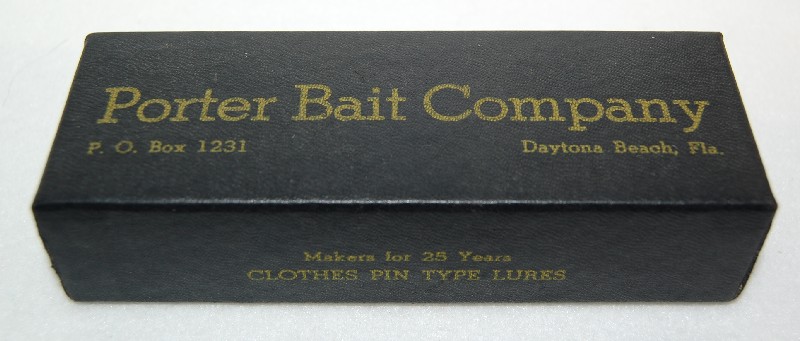 Porter Bait Company
P. O. Box 1231 Daytona Beach, Fla.
Makers for 25 Years
CLOTHES PIN TYPE LURES